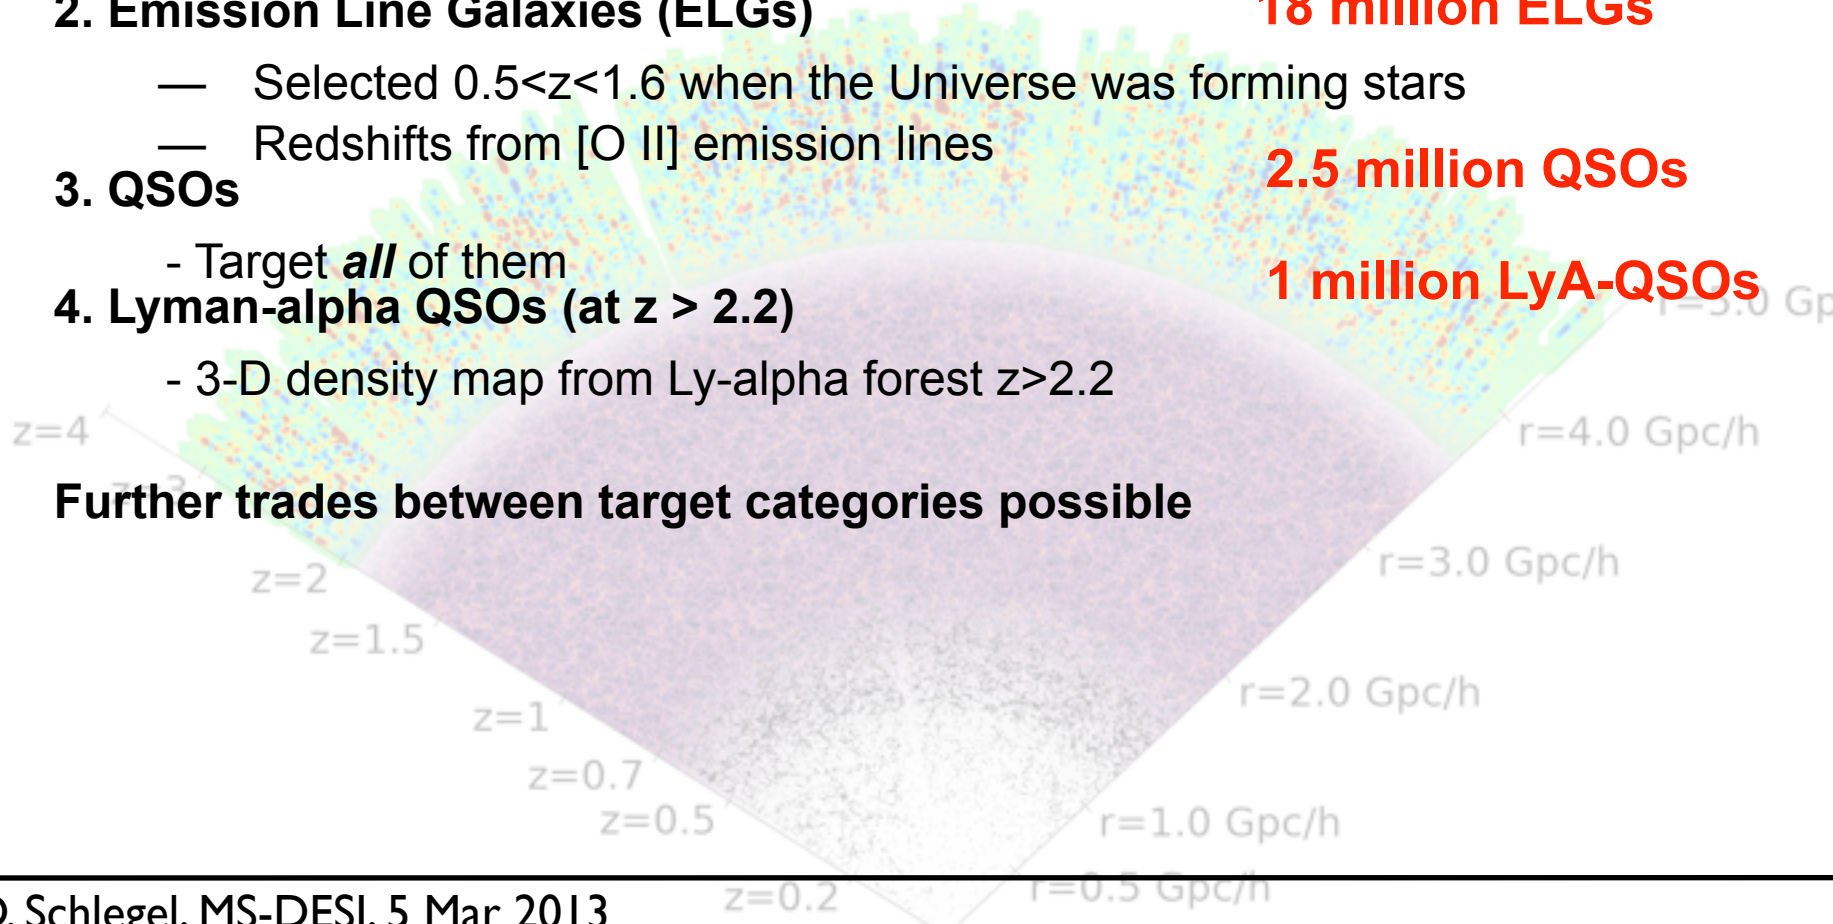 2. Emission Line Galaxies (ELGs)
18 million ELGs
— Selected 0.5<z<1.6 when the Universe was forming stars
— Redshifts from [O II] emission lines
2.5 million QSOs
3. QSOs
- Target all of them
1 million LyA-QSOs
4. Lyman-alpha QSOs (at z > 2.2)
r=5.0 Gp
- 3-D density map from Ly-alpha forest z>2.2
z=4
r=4.0 Gpc/h
z=3
Further trades between target categories possible
r=3.0 Gpc/h
z=2
z=1.5
r=2.0 Gpc/h
z=1
z=0.7
z=0.5
r=1.0 Gpc/h
z=0.2
r=0.5 Gpc/h
D. Schlegel, MS-DESI, 5 Mar 2013